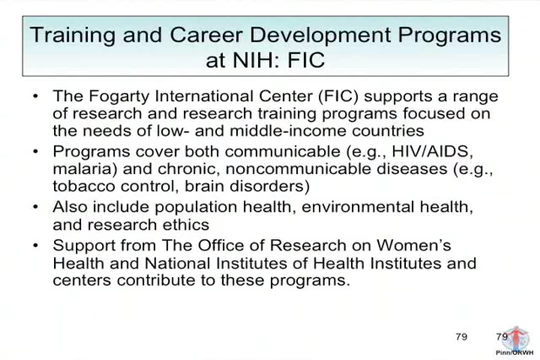 Training and Career Development Programs
at NIH: FIC
• The Fogarty International Center (FIC) supports a range
of research and research training programs focused on
the needs of low- and middle-income countries
• Programs cover both communicable (e.g., HIV/AIDS,
malaria) and chronic, noncommunicable diseases (e.g.,
tobacco control, brain disorders)
• Also include population health, environmental health,
and research ethics
• Support from The Office of Research on Women's
Health and National Institutes of Health Institutes and
centers contribute to these programs.
79 79
Pinn/ORWH